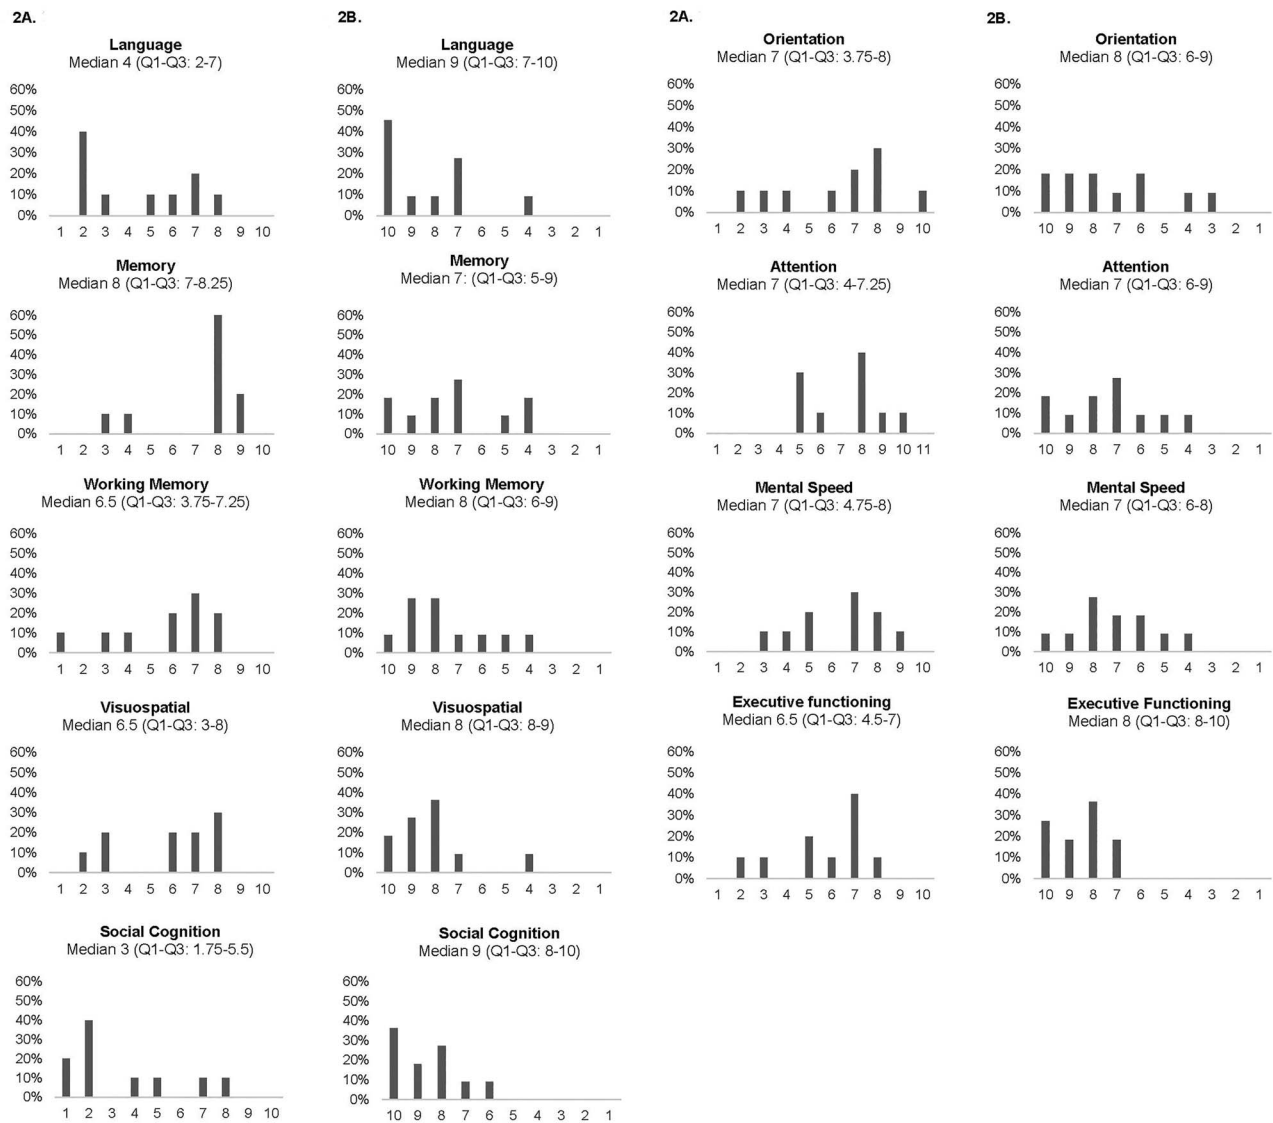 2A.
Language
Median 4 (Q1-Q3: 2-7)
60%
50%
40%
30%
20%
10%
0%
1 2 3 4 5 6 7 8 9 10
Memory
Median 8 (Q1-Q3: 7-8.25)
60%
50%
40%
30%
20%
10%
0%
1 2 3 4 5 6 7 8 9 10
Working Memory
Median 6.5 (Q1-Q3: 3.75-7.25)
60%
50%
40%
30%
20%
10%
0%
1 2 3 4 5 6 7 8 9 10
Visuospatial
Median 6.5 (Q1-Q3: 3-8)
60%
50%
40%
30%
20%
10%
0%
1 2 3 4 5 6 7 8 9 10
Social Cognition
Median 3 (Q1-Q3: 1.75-5.5)
60%
50%
40%
30%
20%
10%
0%
1 2 3 4 5 6 7 8 9 10
2B.
Language
Median 9 (Q1-Q3: 7-10)
60%
50%
40%
30%
20%
10%
0%
10 9 8 7 6 5 4 3 2 1
Memory
Median 7: (Q1-Q3: 5-9)
60%
50%
40%
30%
20%
10%
0%
10 9 8 7 6 5 4 3 2 1
Working Memory
Median 8 (Q1-Q3: 6-9)
60%
50%
40%
30%
20%
10%
0%
10 9 8 7 6 5 4 3 2 1
Visuospatial
Median 8 (Q1-Q3: 8-9)
60%
50%
40%
30%
20%
10%
0%
10 9 8 7 6 5 4 3 2 1
Social Cognition
Median 9 (Q1-Q3: 8-10)
60%
50%
40%
30%
20%
10%
0%
10 9 8 7 6 5 4 3 2 1
2A.
Orientation
Median 7 (Q1-Q3: 3.75-8)
60%
50%
40%
30%
20%
10%
0%
1 2 3 4 5 6 7 8 9 10
Attention
Median 7 (Q1-Q3: 4-7.25)
60%
50%
40%
30%
20%
10%
0%
1 2 3 4 5 6 7 8 9 10 11
Mental Speed
Median 7 (Q1-Q3: 4.75-8)
60%
50%
40%
30%
20%
10%
0%
1 2 3 4 5 6 7 8 9 10
Executive functioning
Median 6.5 (Q1-Q3: 4.5-7)
60%
50%
40%
30%
20%
10%
0%
1 2 3 4 5 6 7 8 9 10
2B.
Orientation
Median 8 (Q1-Q3: 6-9)
60%
50%
40%
30%
20%
10%
0%
10 9 8 7 6 5 4 3 2 1
Attention
Median 7 (Q1-Q3: 6-9)
60%
50%
40%
30%
20%
10%
0%
10 9 8 7 6 5 4 3 2 1
Mental Speed
Median 7 (Q1-Q3: 6-8)
60%
50%
40%
30%
20%
10%
0%
10 9 8 7 6 5 4 3 2 1
Executive Functioning
Median 8 (Q1-Q3: 8-10)
60%
50%
40%
30%
20%
10%
0%
10 9 8 7 6 5 4 3 2 1